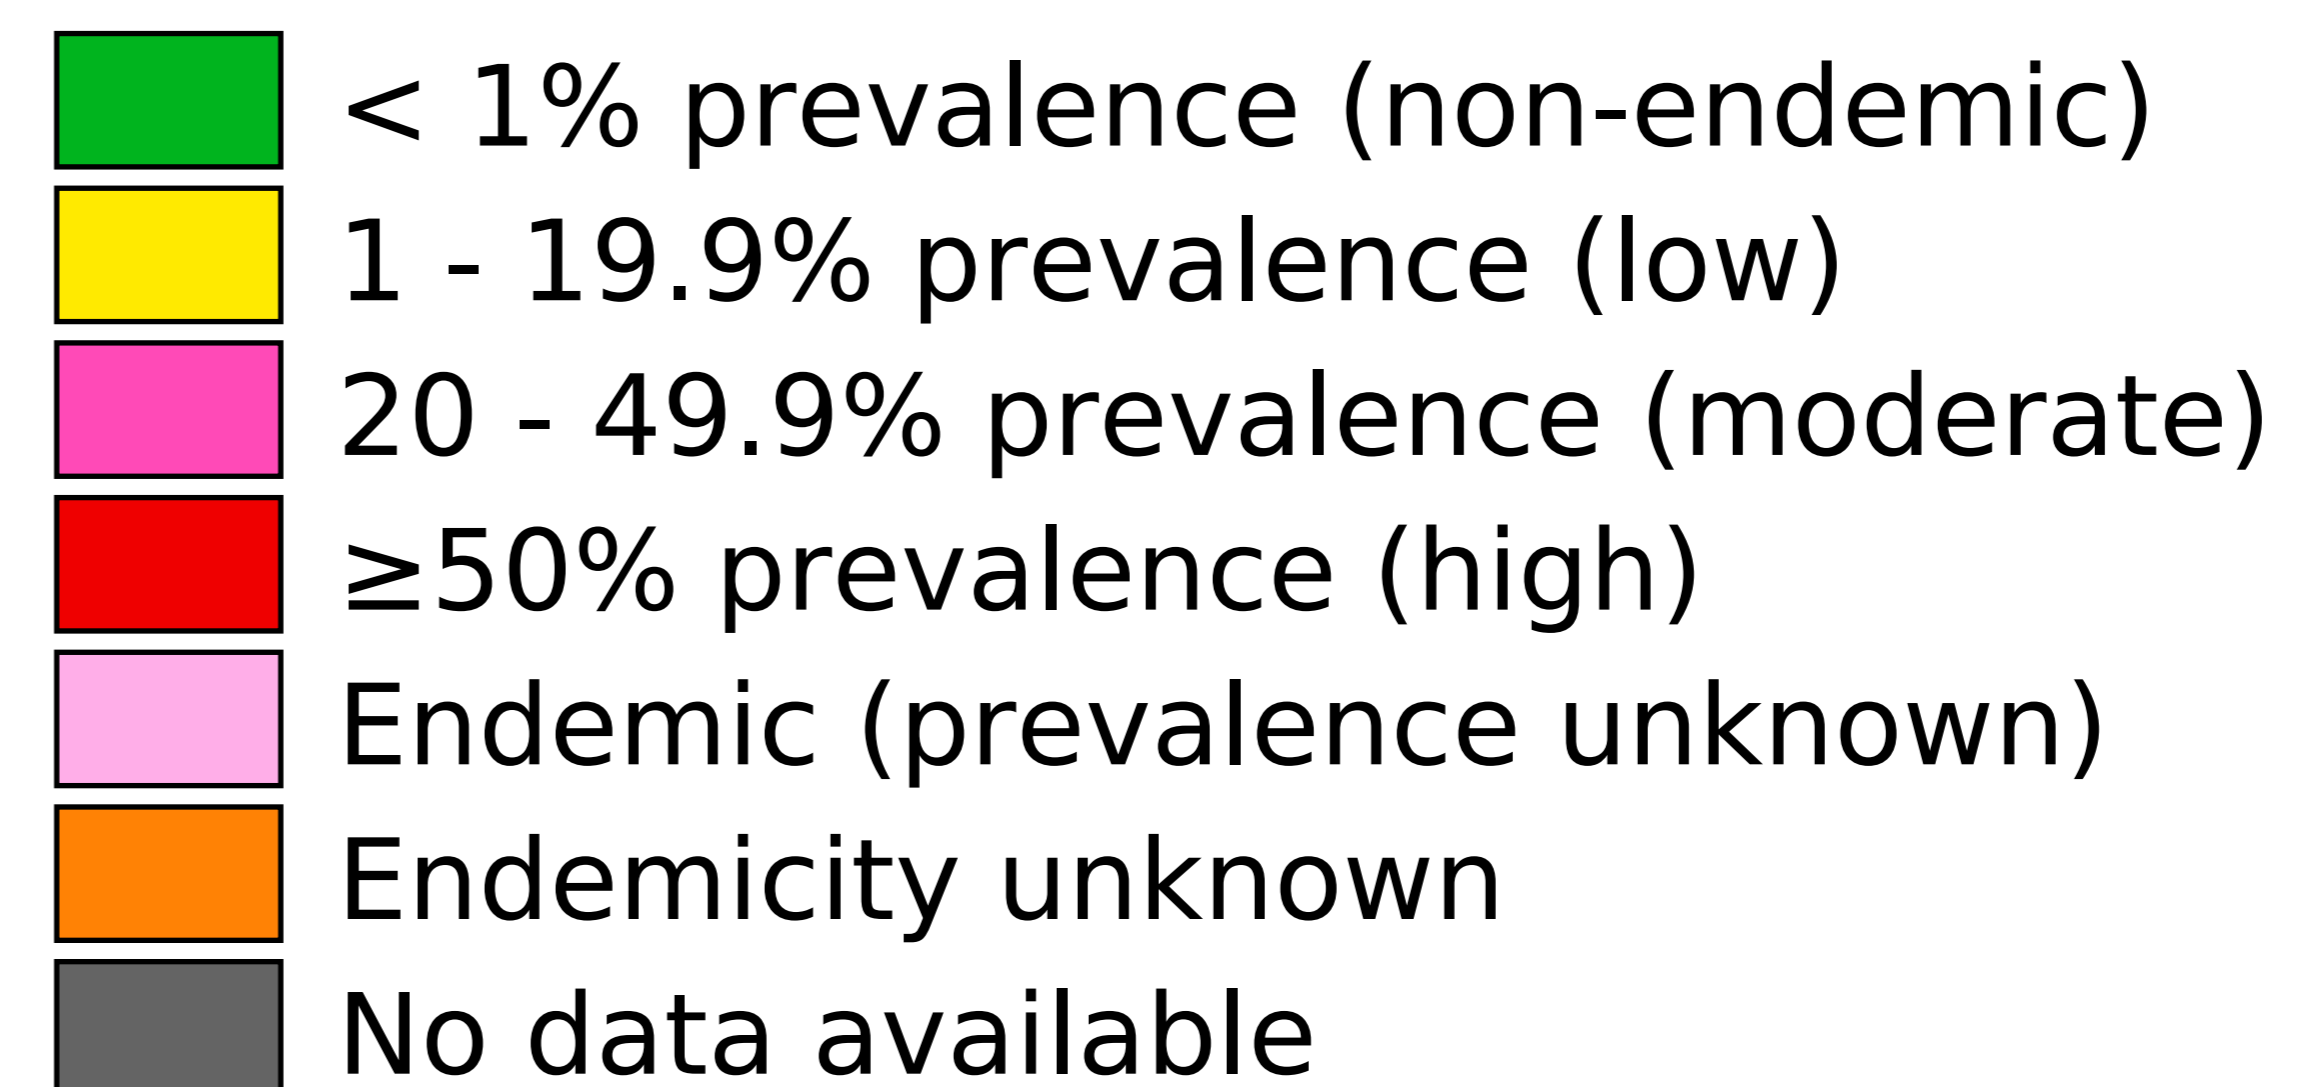 < 1% prevalence (non-endemic)
1 - 19.9% prevalence (low)
20 - 49.9% prevalence (moderate)
≥50% prevalence (high)
Endemic (prevalence unknown)
Endemicity unknown
No data available